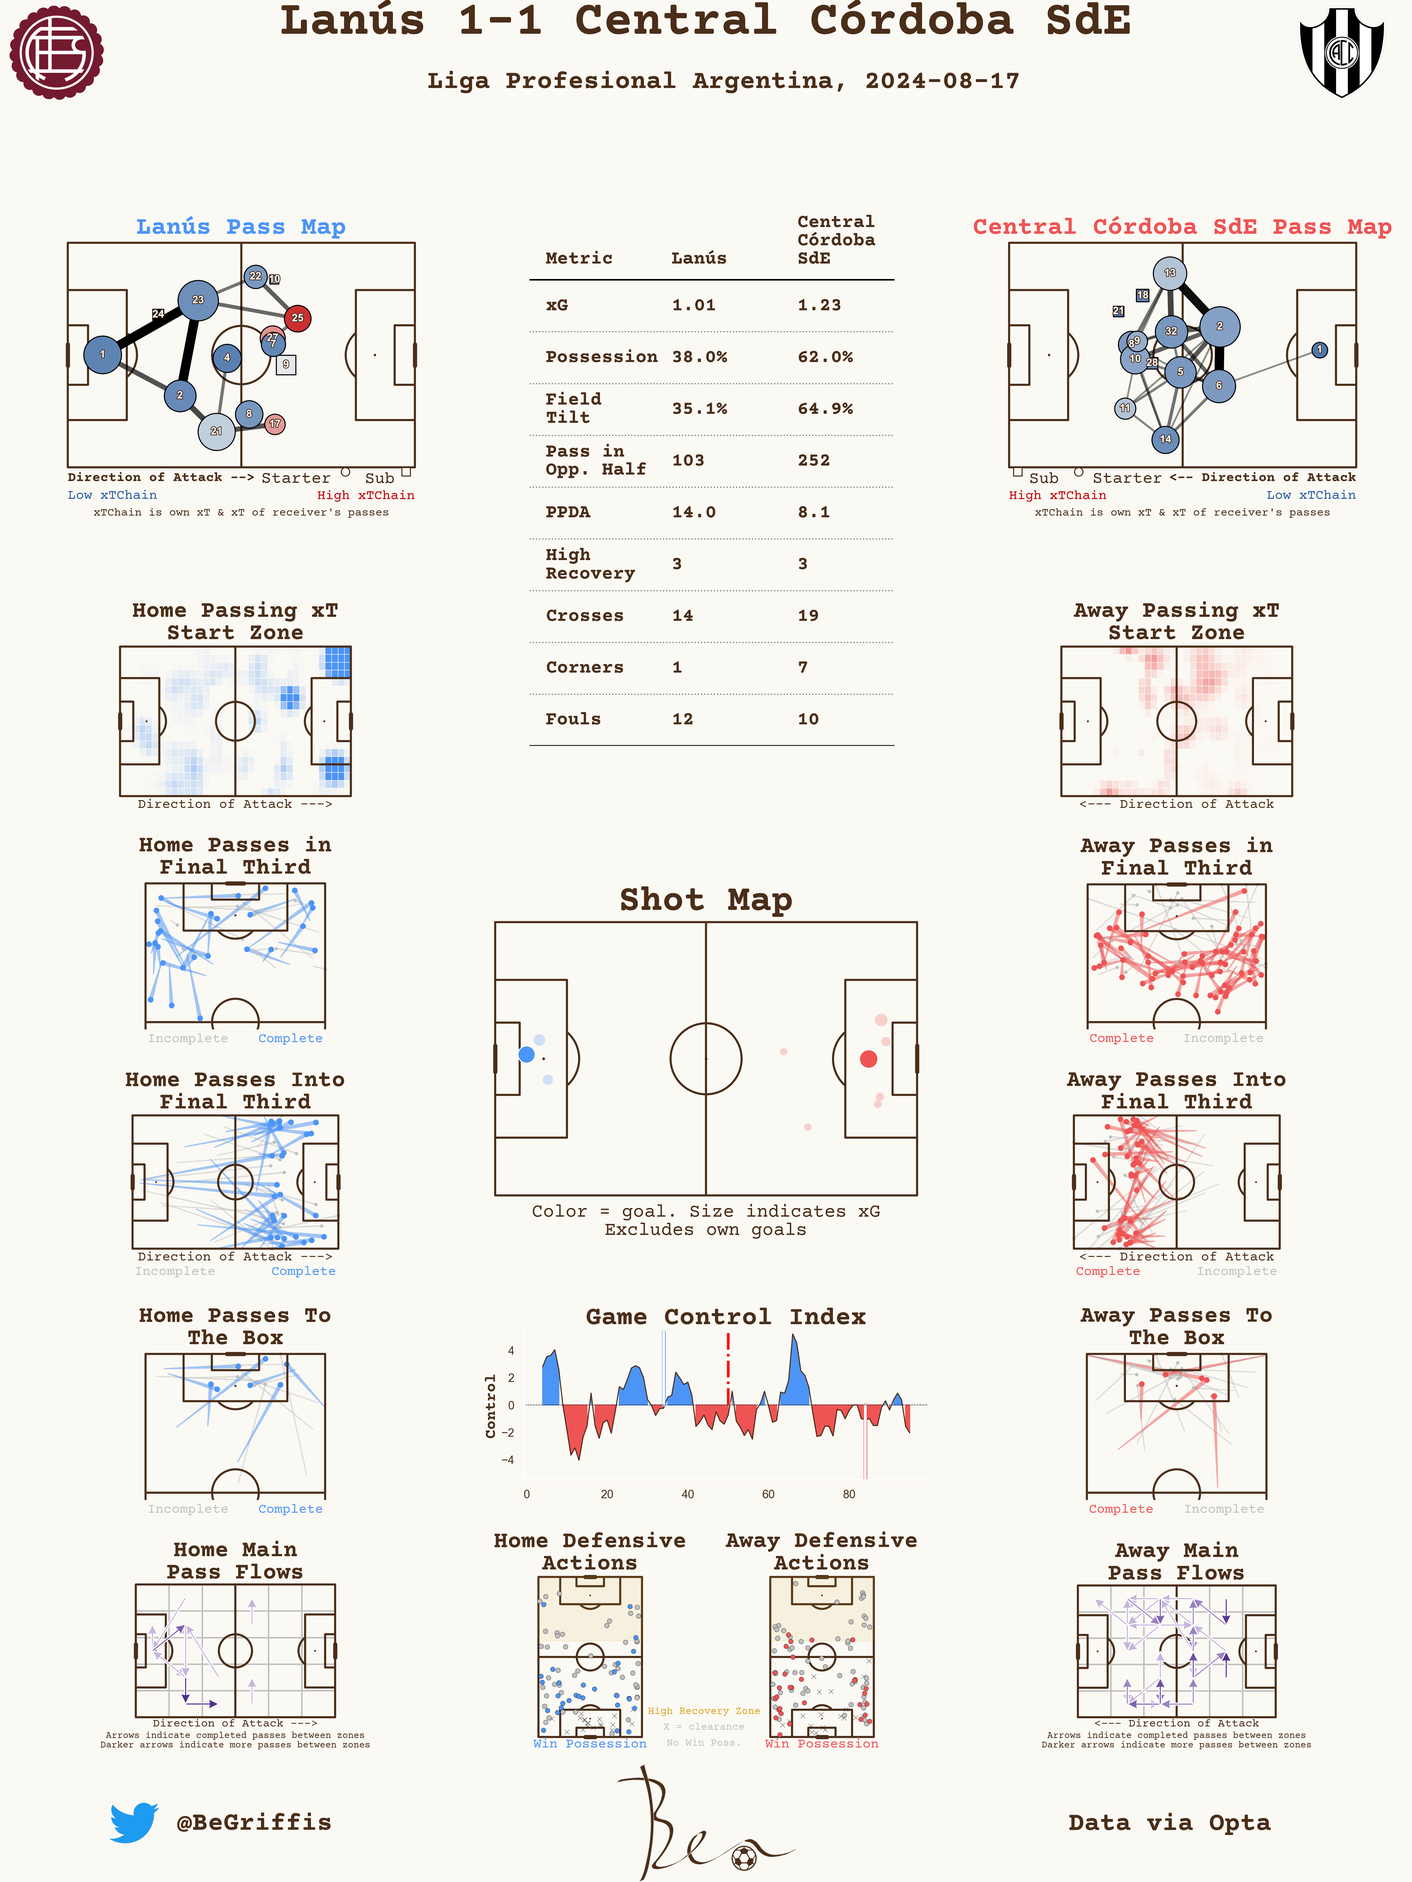 Lanús 1-1 Central Córdoba SdE
Liga Profesional Argentina, 2024-08-17
Lanús Pass Map
22
10
23
24
25
27
7
1
4
9
2
8
21
17
Direction of Attack --> Starter Sub
Low xTChain High xTChain
xTChain is own xT & xT of receiver's passes
Metric Lanús Central
Córdoba
SdE
xG 1.01 1.23
Possession 38.0% 62.0%
Field
Tilt 35.1% 64.9%
Pass in
Opp. Half 103 252
PPDA 14.0 8.1
High
Recovery 3 3
Crosses 14 19
Corners 1 7
Fouls 12 10
Central Córdoba SdE Pass Map
13
18
21
32
2
8
9
10
28
1
5
6
11
14
Sub Starter <-- Direction of Attack
High xTChain Low xTChain
xTChain is own xT & xT of receiver's passes
Home Passing xT
Start Zone
Direction of Attack --->
Away Passing xT
Start Zone
<--- Direction of Attack
Home Passes in
Final Third
Incomplete Complete
Away Passes in
Final Third
Complete Incomplete
Shot Map
Color = goal. Size indicates xG
Excludes own goals
Home Passes Into
Final Third
Direction of Attack --->
Incomplete Complete
Away Passes Into
Final Third
<--- Direction of Attack
Complete Incomplete
Home Passes To
The Box
Incomplete Complete
Game Control Index
Control
4
2
0
−2
−4
0 20 40 60 80
Away Passes To
The Box
Complete Incomplete
Home Main
Pass Flows
Direction of Attack --->
Arrows indicate completed passes between zones
Darker arrows indicate more passes between zones
Home Defensive
Actions
Win Possession
High Recovery Zone
X = clearance
No Win Poss.
Away Defensive
Actions
Win Possession
Away Main
Pass Flows
<--- Direction of Attack
Arrows indicate completed passes between zones
Darker arrows indicate more passes between zones
@BeGriffis
Ben
Data via Opta